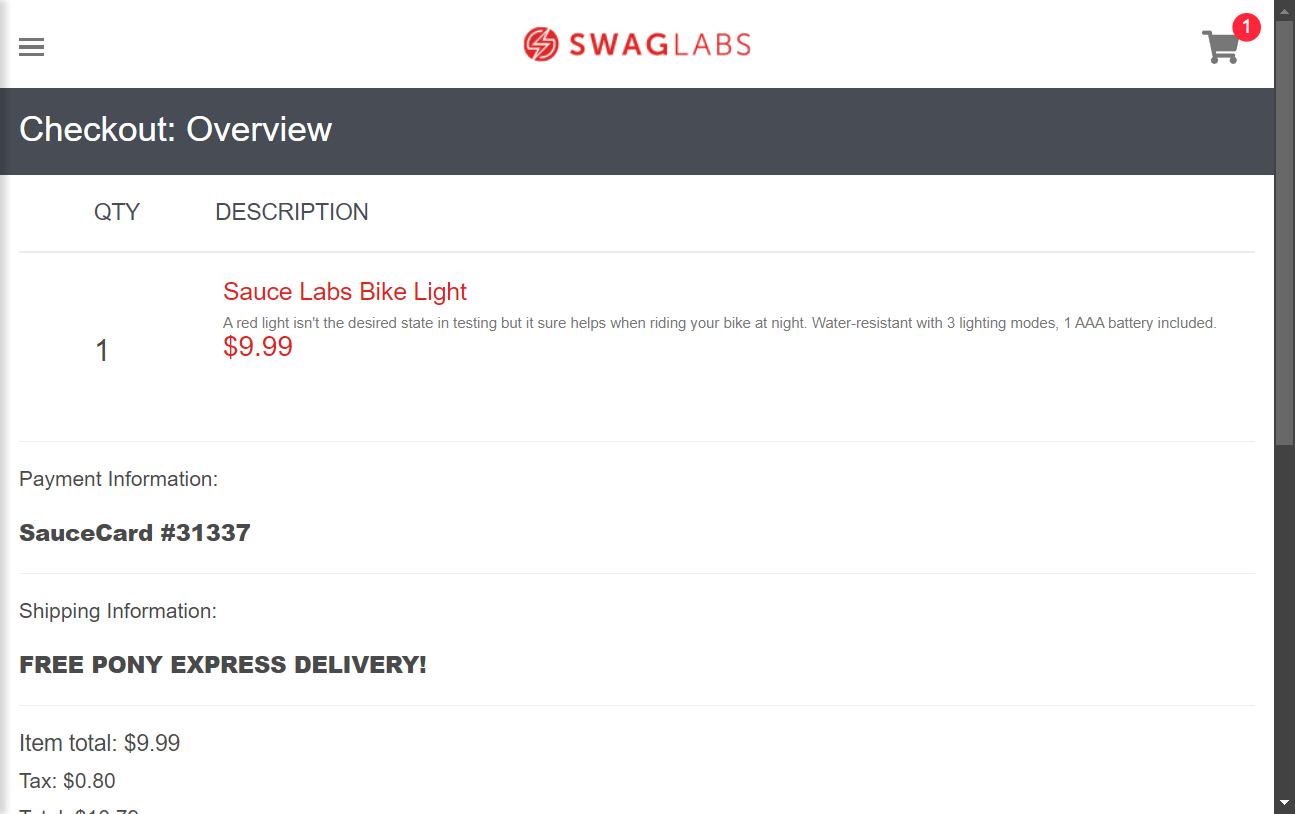 SWAGLABS
1
Checkout: Overview
QTY DESCRIPTION
Sauce Labs Bike Light
A red light isn't the desired state in testing but it sure helps when riding your bike at night. Water-resistant with 3 lighting modes, 1 AAA battery included.
1
$9.99
Payment Information:
SauceCard #31337
Shipping Information:
FREE PONY EXPRESS DELIVERY!
Item total: $9.99
Tax: $0.80
Total: $10.79